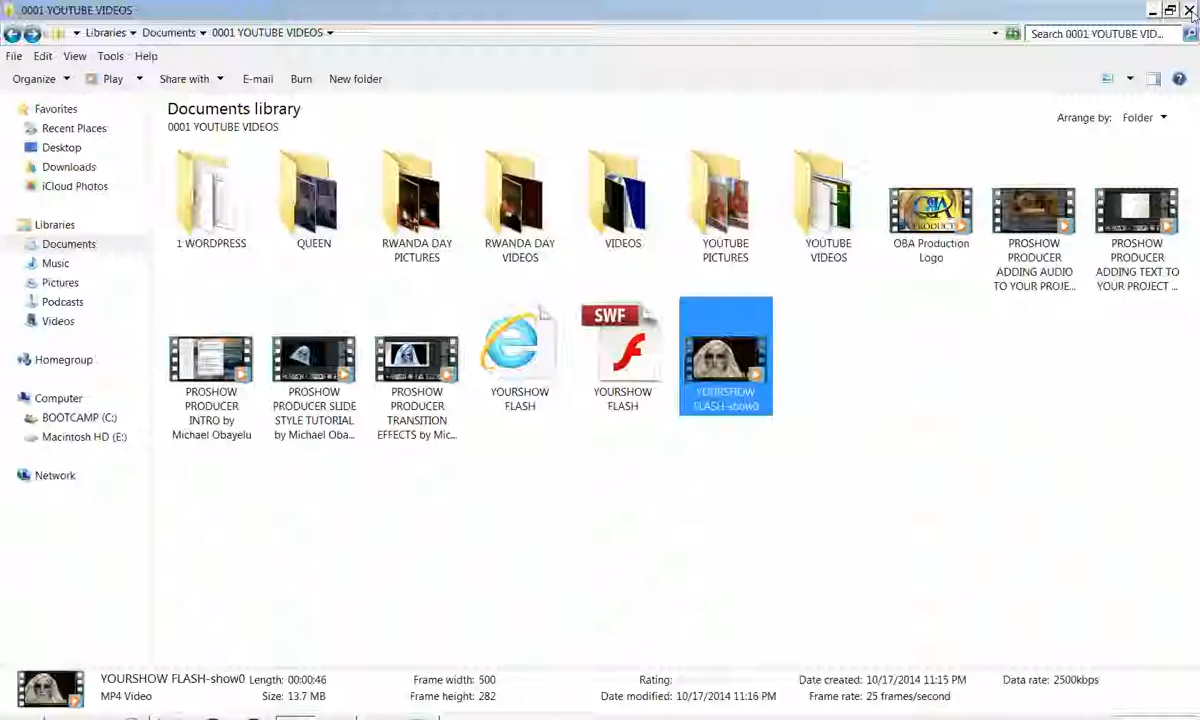 0001 YOUTUBE VIDEOS
Libraries Documents 0001 YOUTUBE VIDEOS
Search 0001 YOUTUBE VID...
File Edit View Tools Help
Organize Play Share with E-mail Burn New folder
Favorites
Recent Places
Desktop
Downloads
iCloud Photos
Libraries
Documents
Music
Pictures
Podcasts
Videos
Homegroup
Computer
BOOTCAMP (C:)
Macintosh HD (E:)
Network
Documents library
0001 YOUTUBE VIDEOS
Arrange by: Folder
1 WORDPRESS
QUEEN
RWANDA DAY
PICTURES
RWANDA DAY
VIDEOS
VIDEOS
YOUTUBE
PICTURES
YOUTUBE
VIDEOS
OBA Production
Logo
PROSHOW
PRODUCER
ADDING AUDIO
TO YOUR PROJE...
PROSHOW
PRODUCER
ADDING TEXT TO
YOUR PROJECT ...
PROSHOW
PRODUCER
INTRO by
Michael Obayelu
PROSHOW
PRODUCER SLIDE
STYLE TUTORIAL
by Michael Oba...
PROSHOW
PRODUCER
TRANSITION
EFFECTS by Mic...
YOURSHOW
FLASH
SWF
YOURSHOW
FLASH
YOURSHOW
FLASH-show0
YOURSHOW FLASH-show0 Length: 00:00:46 Frame width: 500 Rating: Date created: 10/17/2014 11:15 PM Data rate: 2500kbps
MP4 Video Size: 13.7 MB Frame height: 282 Date modified: 10/17/2014 11:16 PM Frame rate: 25 frames/second